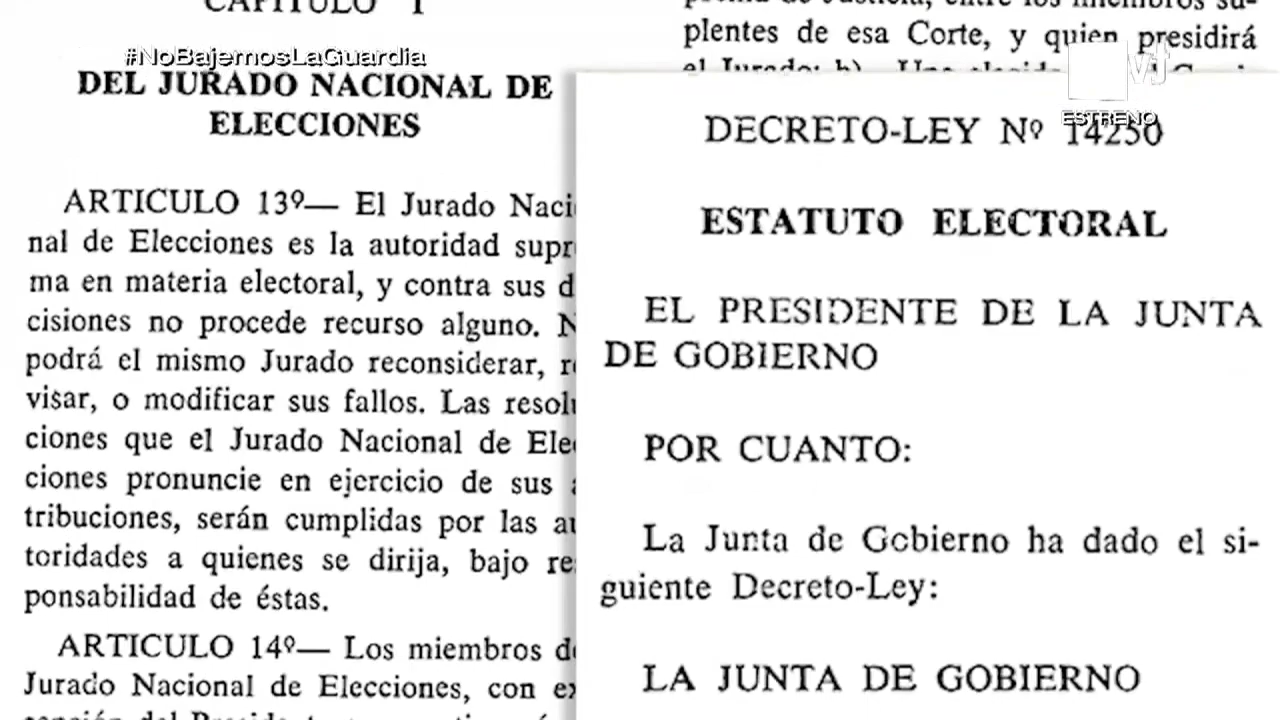 CAPITULO I
#NoBajemosLaGuardia
DEL JURADO NACIONAL DE
ELECCIONES
ARTICULO 13º— El Jurado Naci
nal de Elecciones es la autoridad supr
ma en materia electoral, y contra sus d
cisiones no procede recurso alguno. N
podrá el mismo Jurado reconsiderar, r
visar, o modificar sus fallos. Las resol
ciones que el Jurado Nacional de Ele
ciones pronuncie en ejercicio de sus a
tribuciones, serán cumplidas por las au
toridades a quienes se dirija, bajo re
ponsabilidad de éstas.
ARTICULO 14º— Los miembros de
Jurado Nacional de Elecciones, con ex
plentes de esa Corte, y quien presidirá
el Jurado; b)
ESTRENO
DECRETO-LEY Nº 14250
ESTATUTO ELECTORAL
EL PRESIDENTE DE LA JUNTA
DE GOBIERNO
POR CUANTO:
La Junta de Gobierno ha dado el si-
guiente Decreto-Ley:
LA JUNTA DE GOBIERNO